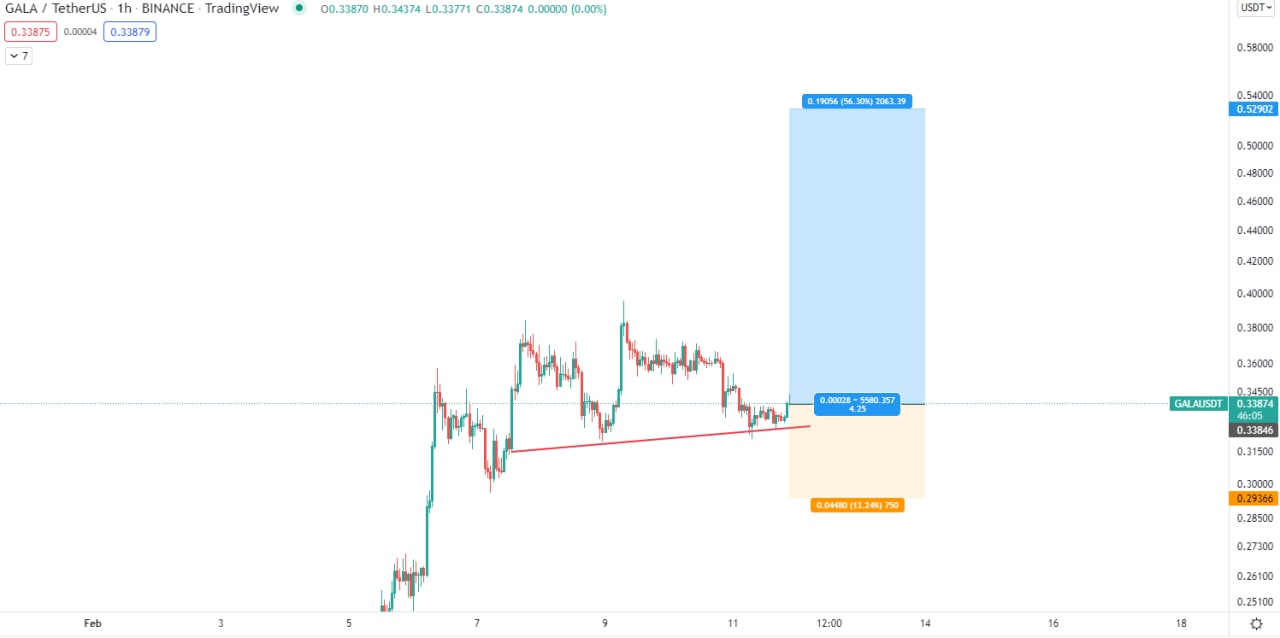 GALA / TetherUS · 1h · BINANCE · TradingView O0.33870 H0.34374 L0.33771 C0.33874 0.00000 (0.00%)
USDT
0.33875 0.00004 0.33879
7
0.58000
0.54000
0.19056 (56.30%) 2063.39
0.52902
0.50000
0.48000
0.46000
0.44000
0.42000
0.40000
0.38000
0.36000
0.34500
0.00028 ~ 5580.357
4.25
GALAUSDT 0.33874
46:05
0.33846
0.31500
0.30000
0.29366
0.04480 (13.24%) 750
0.28500
0.27300
0.26100
0.25100
Feb 3 5 7 9 11 12:00 14 16 18